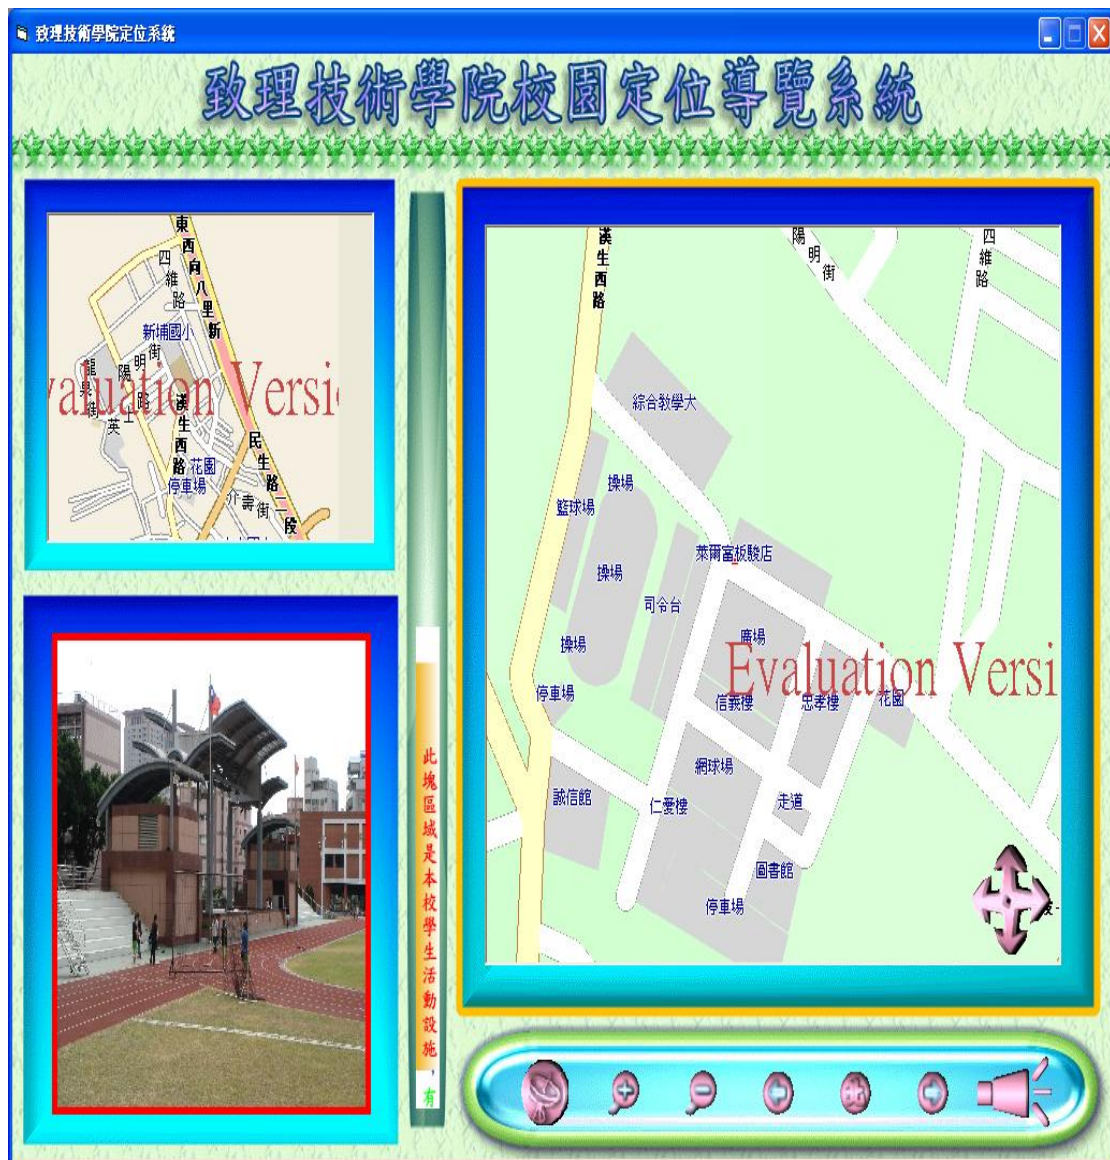 致理技術學院定位系統
致理技術學院校園定位導覽系統
東西向八里新
四維路
新埔國小
陽明街
龍泉街
英士路
漢生西路
花園
停車場
民生路二段
介壽街
Evaluation Versi
漢生西路
陽明街
四維路
綜合教學大
操場
籃球場
萊爾富板駿店
操場
司令台
廣場
操場
Evaluation Versi
停車場
信義樓
忠孝樓
花園
網球場
誠信館
仁愛樓
走道
圖書館
停車場
此塊區域是本校學生活動設施，有